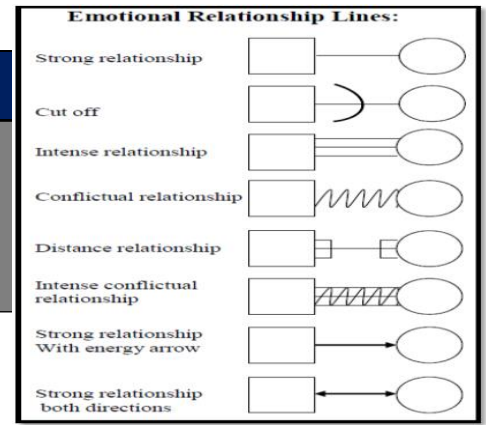 Emotional Relationship Lines:
Strong relationship
Cut off
Intense relationship
Conflictual relationship
Distance relationship
Intense conflictual
relationship
Strong relationship
With energy arrow
Strong relationship
both directions